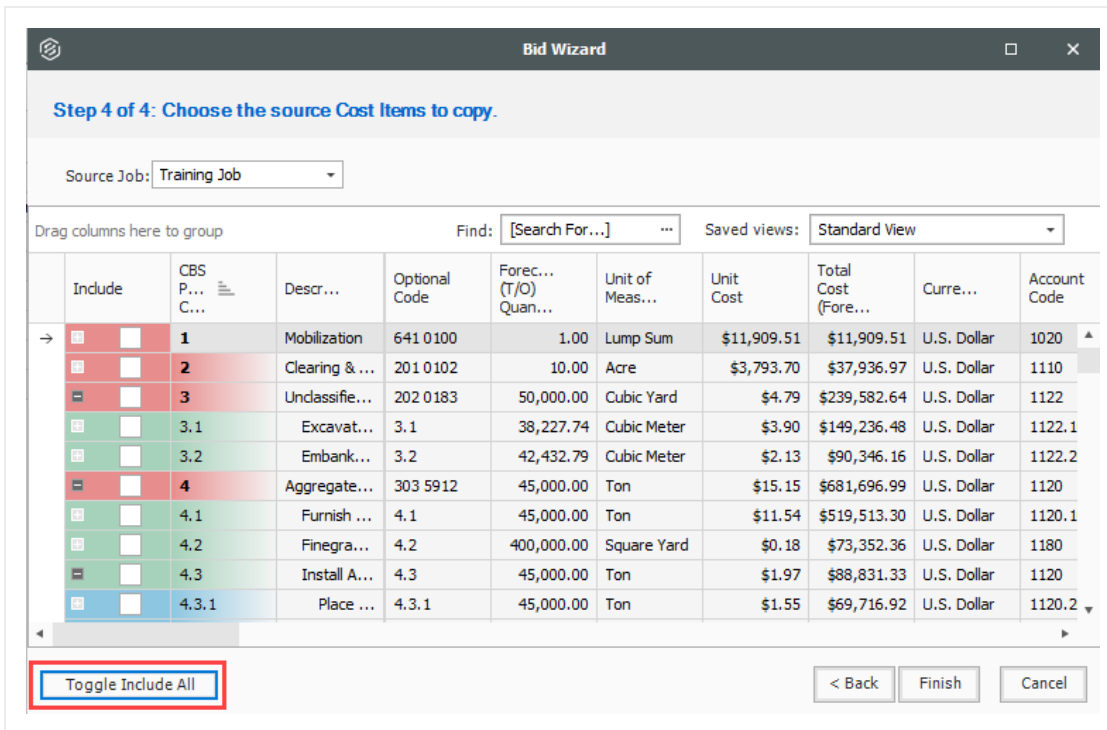 Bid Wizard
Step 4 of 4: Choose the source Cost Items to copy.
Source Job: Training Job
Drag columns here to group Find: [Search For...] ... Saved views: Standard View
Include CBS P... C... Descr... Optional Code Forec... (T/O) Quan... Unit of Meas... Unit Cost Total Cost (Fore... Curre... Account Code
1 Mobilization 641 0100 1.00 Lump Sum $11,909.51 $11,909.51 U.S. Dollar 1020
2 Clearing & ... 201 0102 10.00 Acre $3,793.70 $37,936.97 U.S. Dollar 1110
3 Unclassifie... 202 0183 50,000.00 Cubic Yard $4.79 $239,582.64 U.S. Dollar 1122
3.1 Excavat... 3.1 38,227.74 Cubic Meter $3.90 $149,236.48 U.S. Dollar 1122.1
3.2 Embank... 3.2 42,432.79 Cubic Meter $2.13 $90,346.16 U.S. Dollar 1122.2
4 Aggregate... 303 5912 45,000.00 Ton $15.15 $681,696.99 U.S. Dollar 1120
4.1 Furnish ... 4.1 45,000.00 Ton $11.54 $519,513.30 U.S. Dollar 1120.1
4.2 Finegra... 4.2 400,000.00 Square Yard $0.18 $73,352.36 U.S. Dollar 1180
4.3 Install A... 4.3 45,000.00 Ton $1.97 $88,831.33 U.S. Dollar 1120
4.3.1 Place ... 4.3.1 45,000.00 Ton $1.55 $69,716.92 U.S. Dollar 1120.2
Toggle Include All < Back Finish Cancel